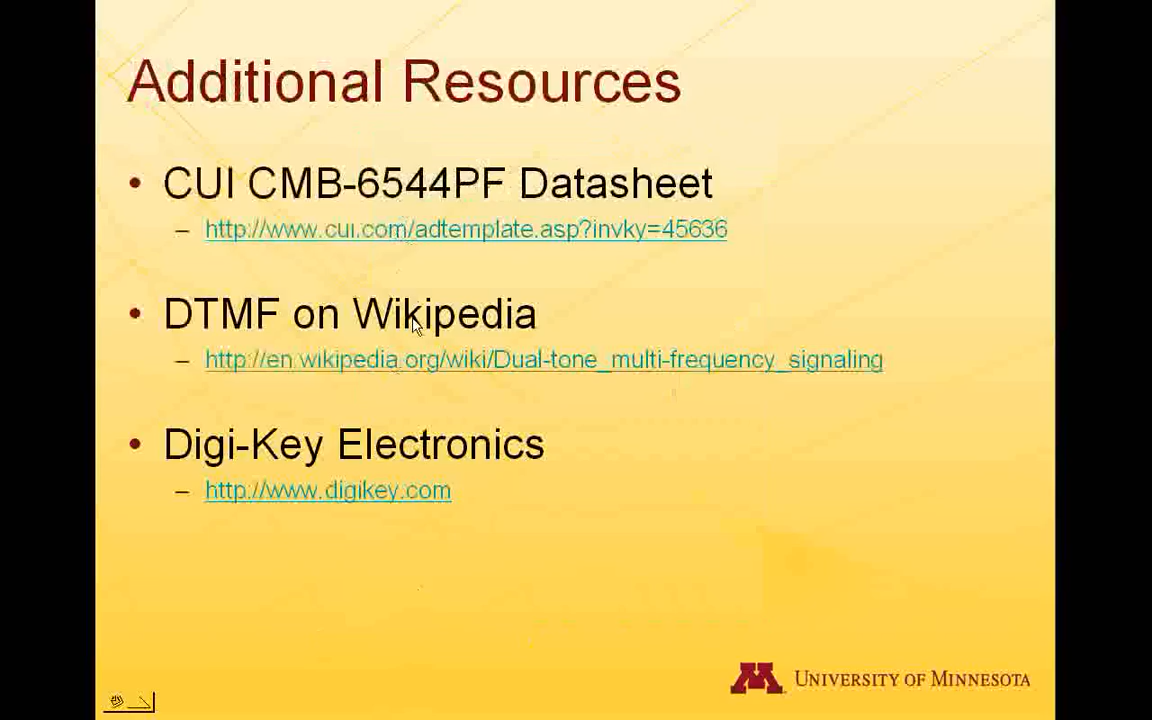 Additional Resources
• CUI CMB-6544PF Datasheet
– http://www.cui.com/adtemplate.asp?invky=45636
• DTMF on Wikipedia
– http://en.wikipedia.org/wiki/Dual-tone_multi-frequency_signaling
• Digi-Key Electronics
– http://www.digikey.com
M UNIVERSITY OF MINNESOTA